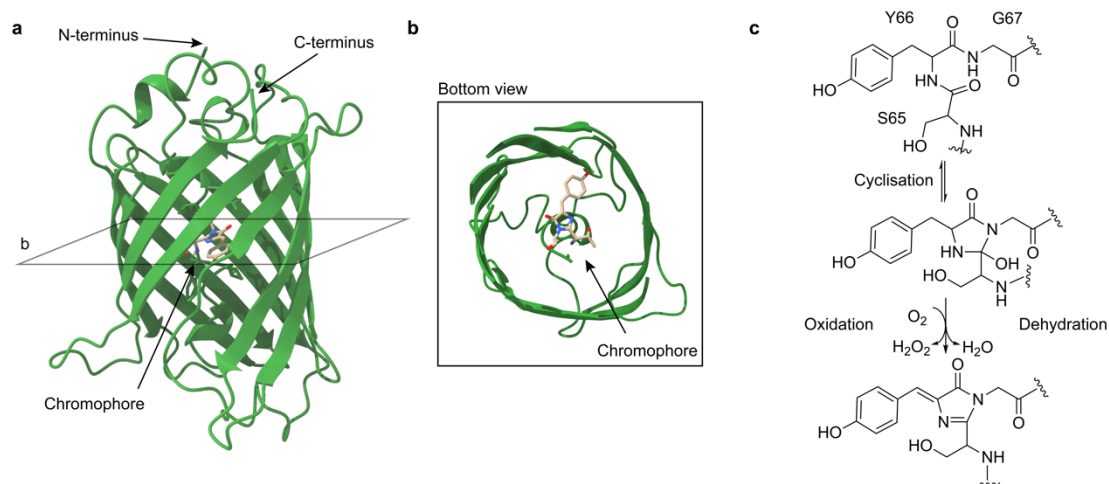 a
N-terminus
C-terminus
b
Chromophore
b
Bottom view
Chromophore
c
Y66
G67
O
O
N
H
HO
NH
O
S65
HO
NH
Cyclisation
O
N
O
HO
HN
OH
HO
N
H
Oxidation
O2
H2O2
H2O
Dehydration
O
N
O
HO
N
HO
NH